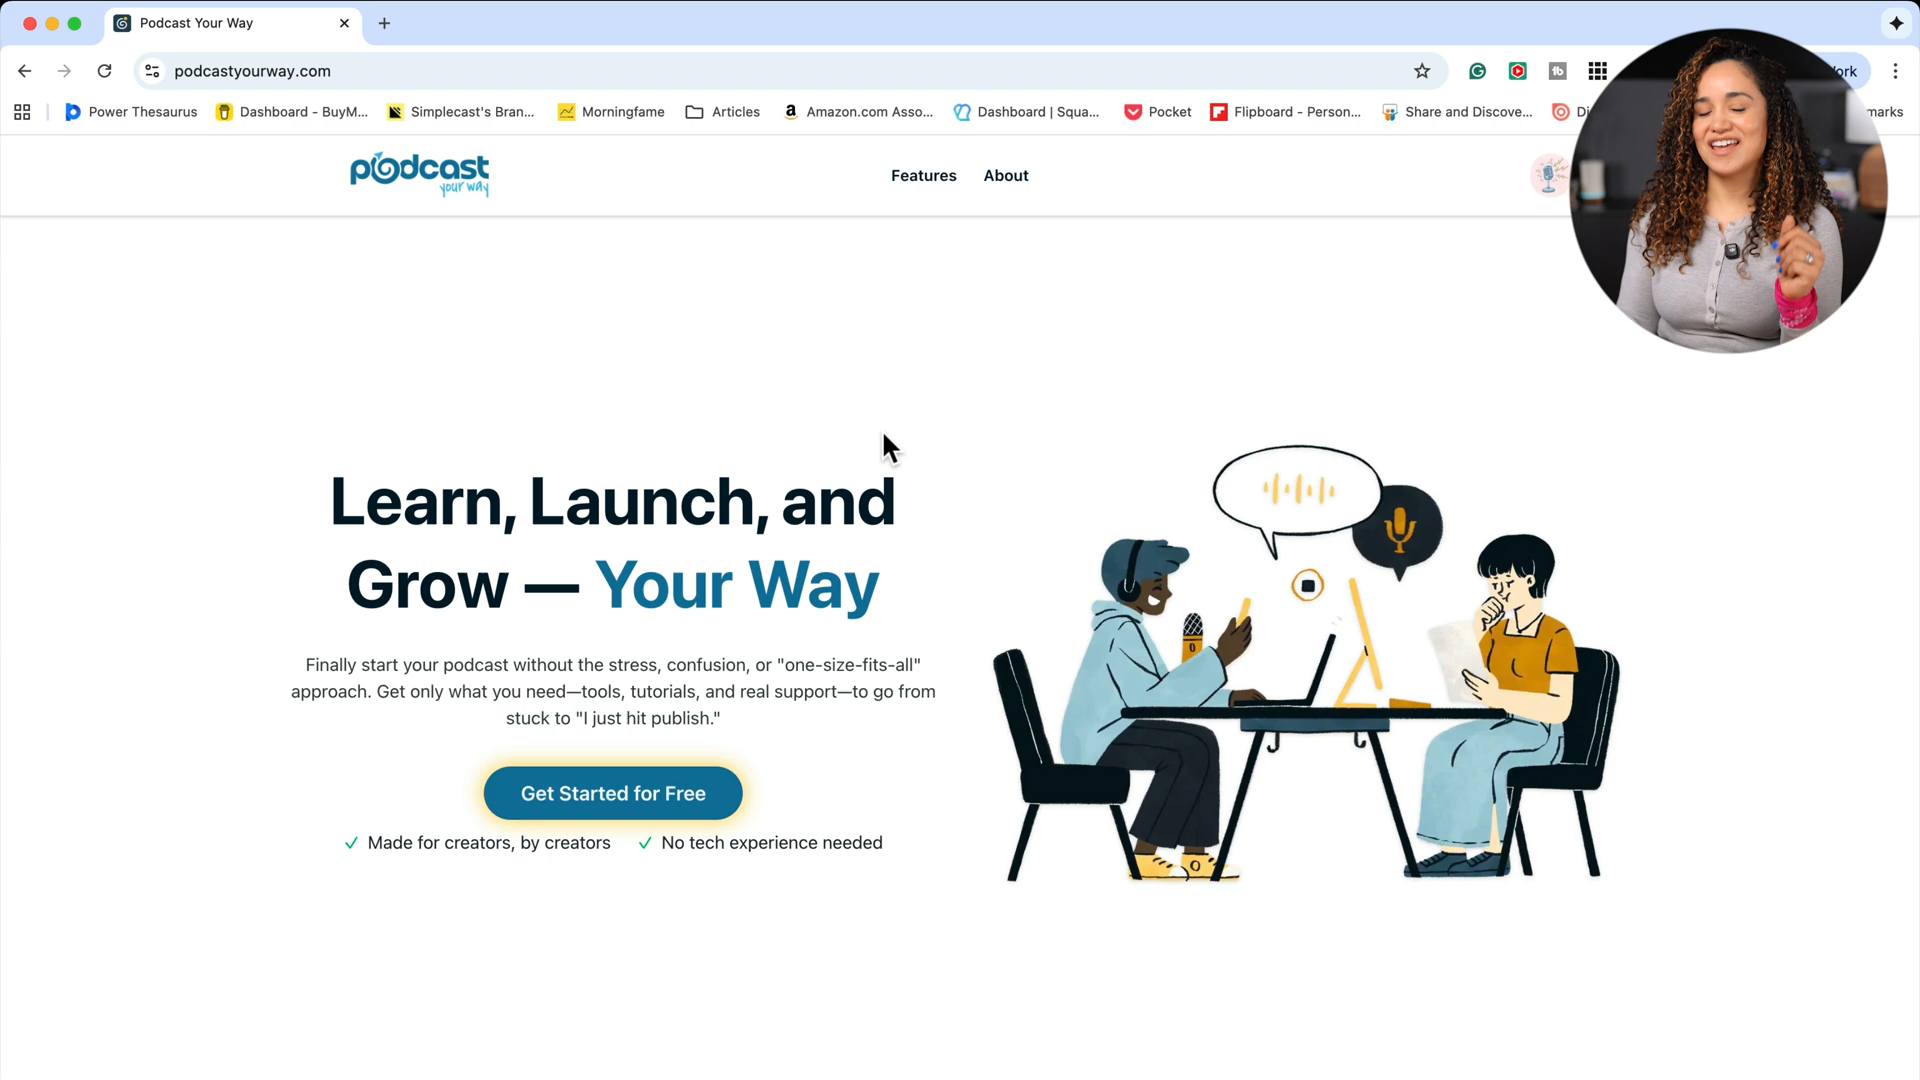 Podcast Your Way
podcastyourway.com
Power Thesaurus
Dashboard - BuyM...
Simplecast's Bran...
Morningfame
Articles
Amazon.com Asso...
Dashboard | Squa...
Pocket
Flipboard - Person...
Share and Discove...
podcast
your way
Features
About
Learn, Launch, and
Grow — Your Way
Finally start your podcast without the stress, confusion, or "one-size-fits-all"
approach. Get only what you need—tools, tutorials, and real support—to go from
stuck to "I just hit publish."
Get Started for Free
✓ Made for creators, by creators
✓ No tech experience needed